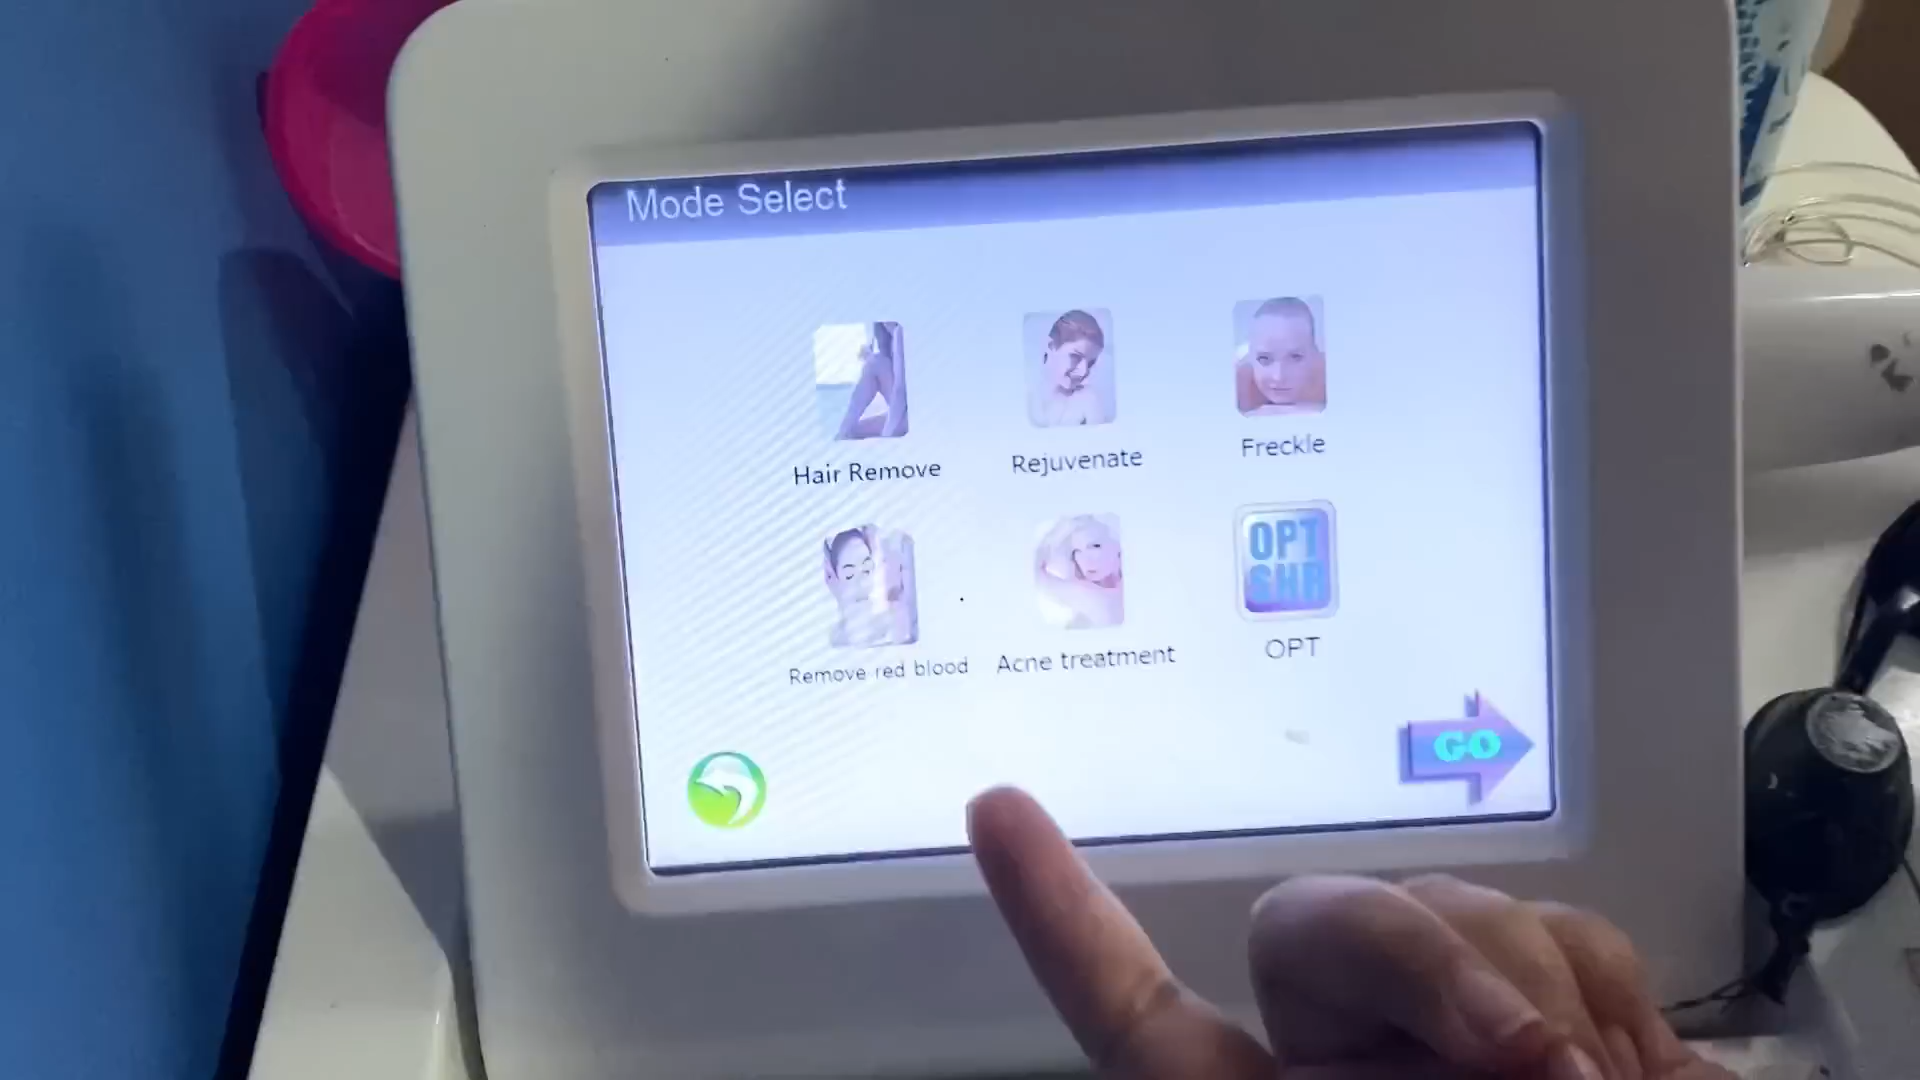 Mode Select
Hair Remove
Rejuvenate
Freckle
OPT
SHR
Remove red blood
Acne treatment
OPT
GO